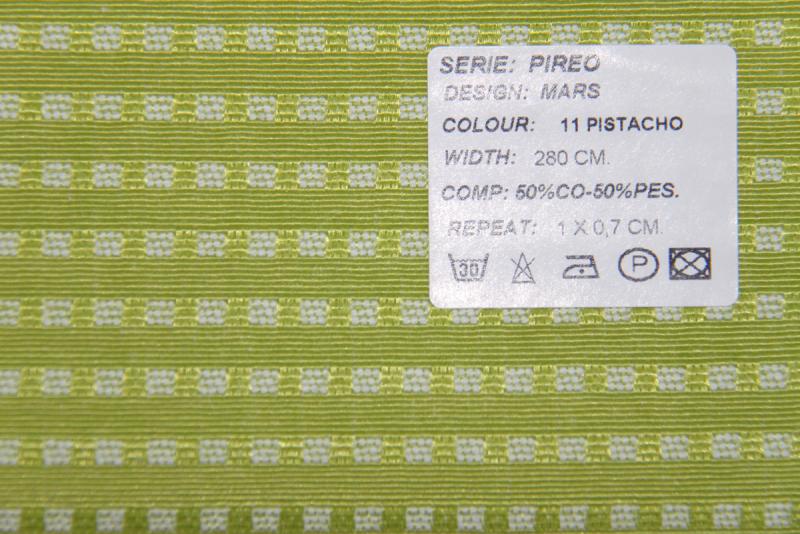 SERIE: PIREO
DESIGN: MARS
COLOUR: 11 PISTACHO
WIDTH: 280 CM.
COMP: 50%CO-50%PES.
REPEAT: 1 X 0,7 CM.
30 P